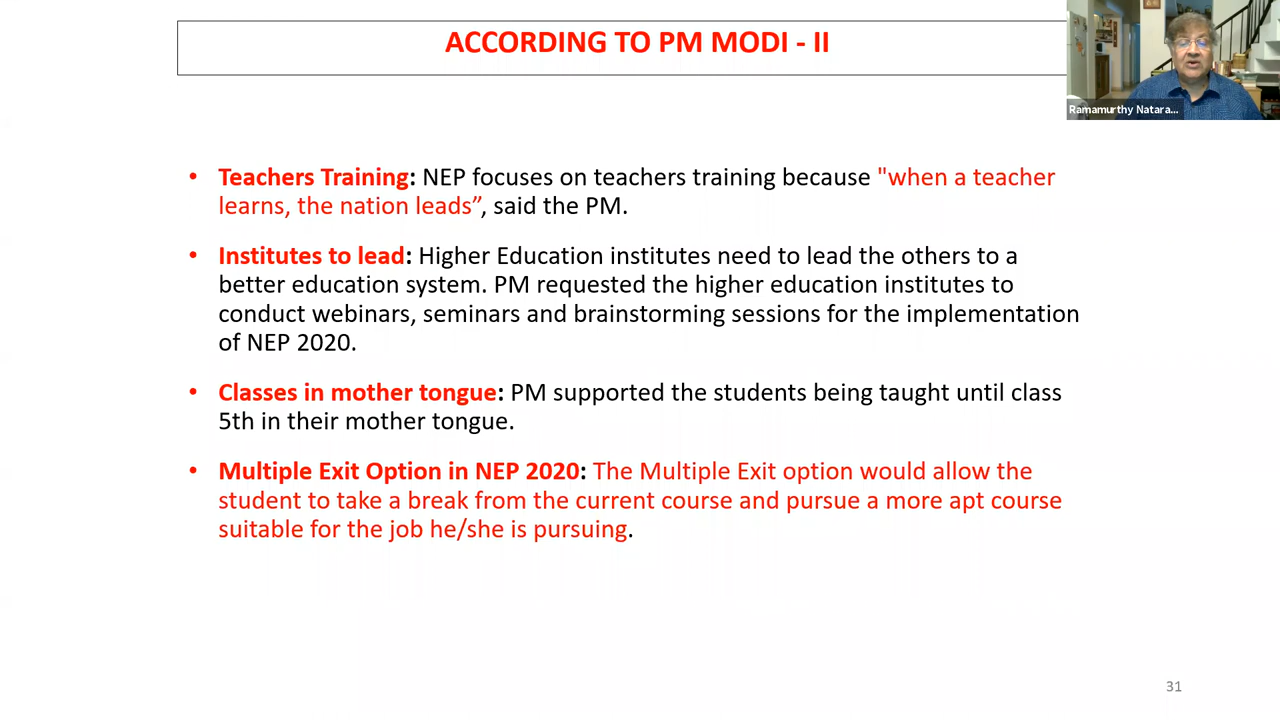 ACCORDING TO PM MODI - II
Ramamurthy Natara...
• Teachers Training: NEP focuses on teachers training because "when a teacher
learns, the nation leads”, said the PM.
• Institutes to lead: Higher Education institutes need to lead the others to a
better education system. PM requested the higher education institutes to
conduct webinars, seminars and brainstorming sessions for the implementation
of NEP 2020.
• Classes in mother tongue: PM supported the students being taught until class
5th in their mother tongue.
• Multiple Exit Option in NEP 2020: The Multiple Exit option would allow the
student to take a break from the current course and pursue a more apt course
suitable for the job he/she is pursuing.
31